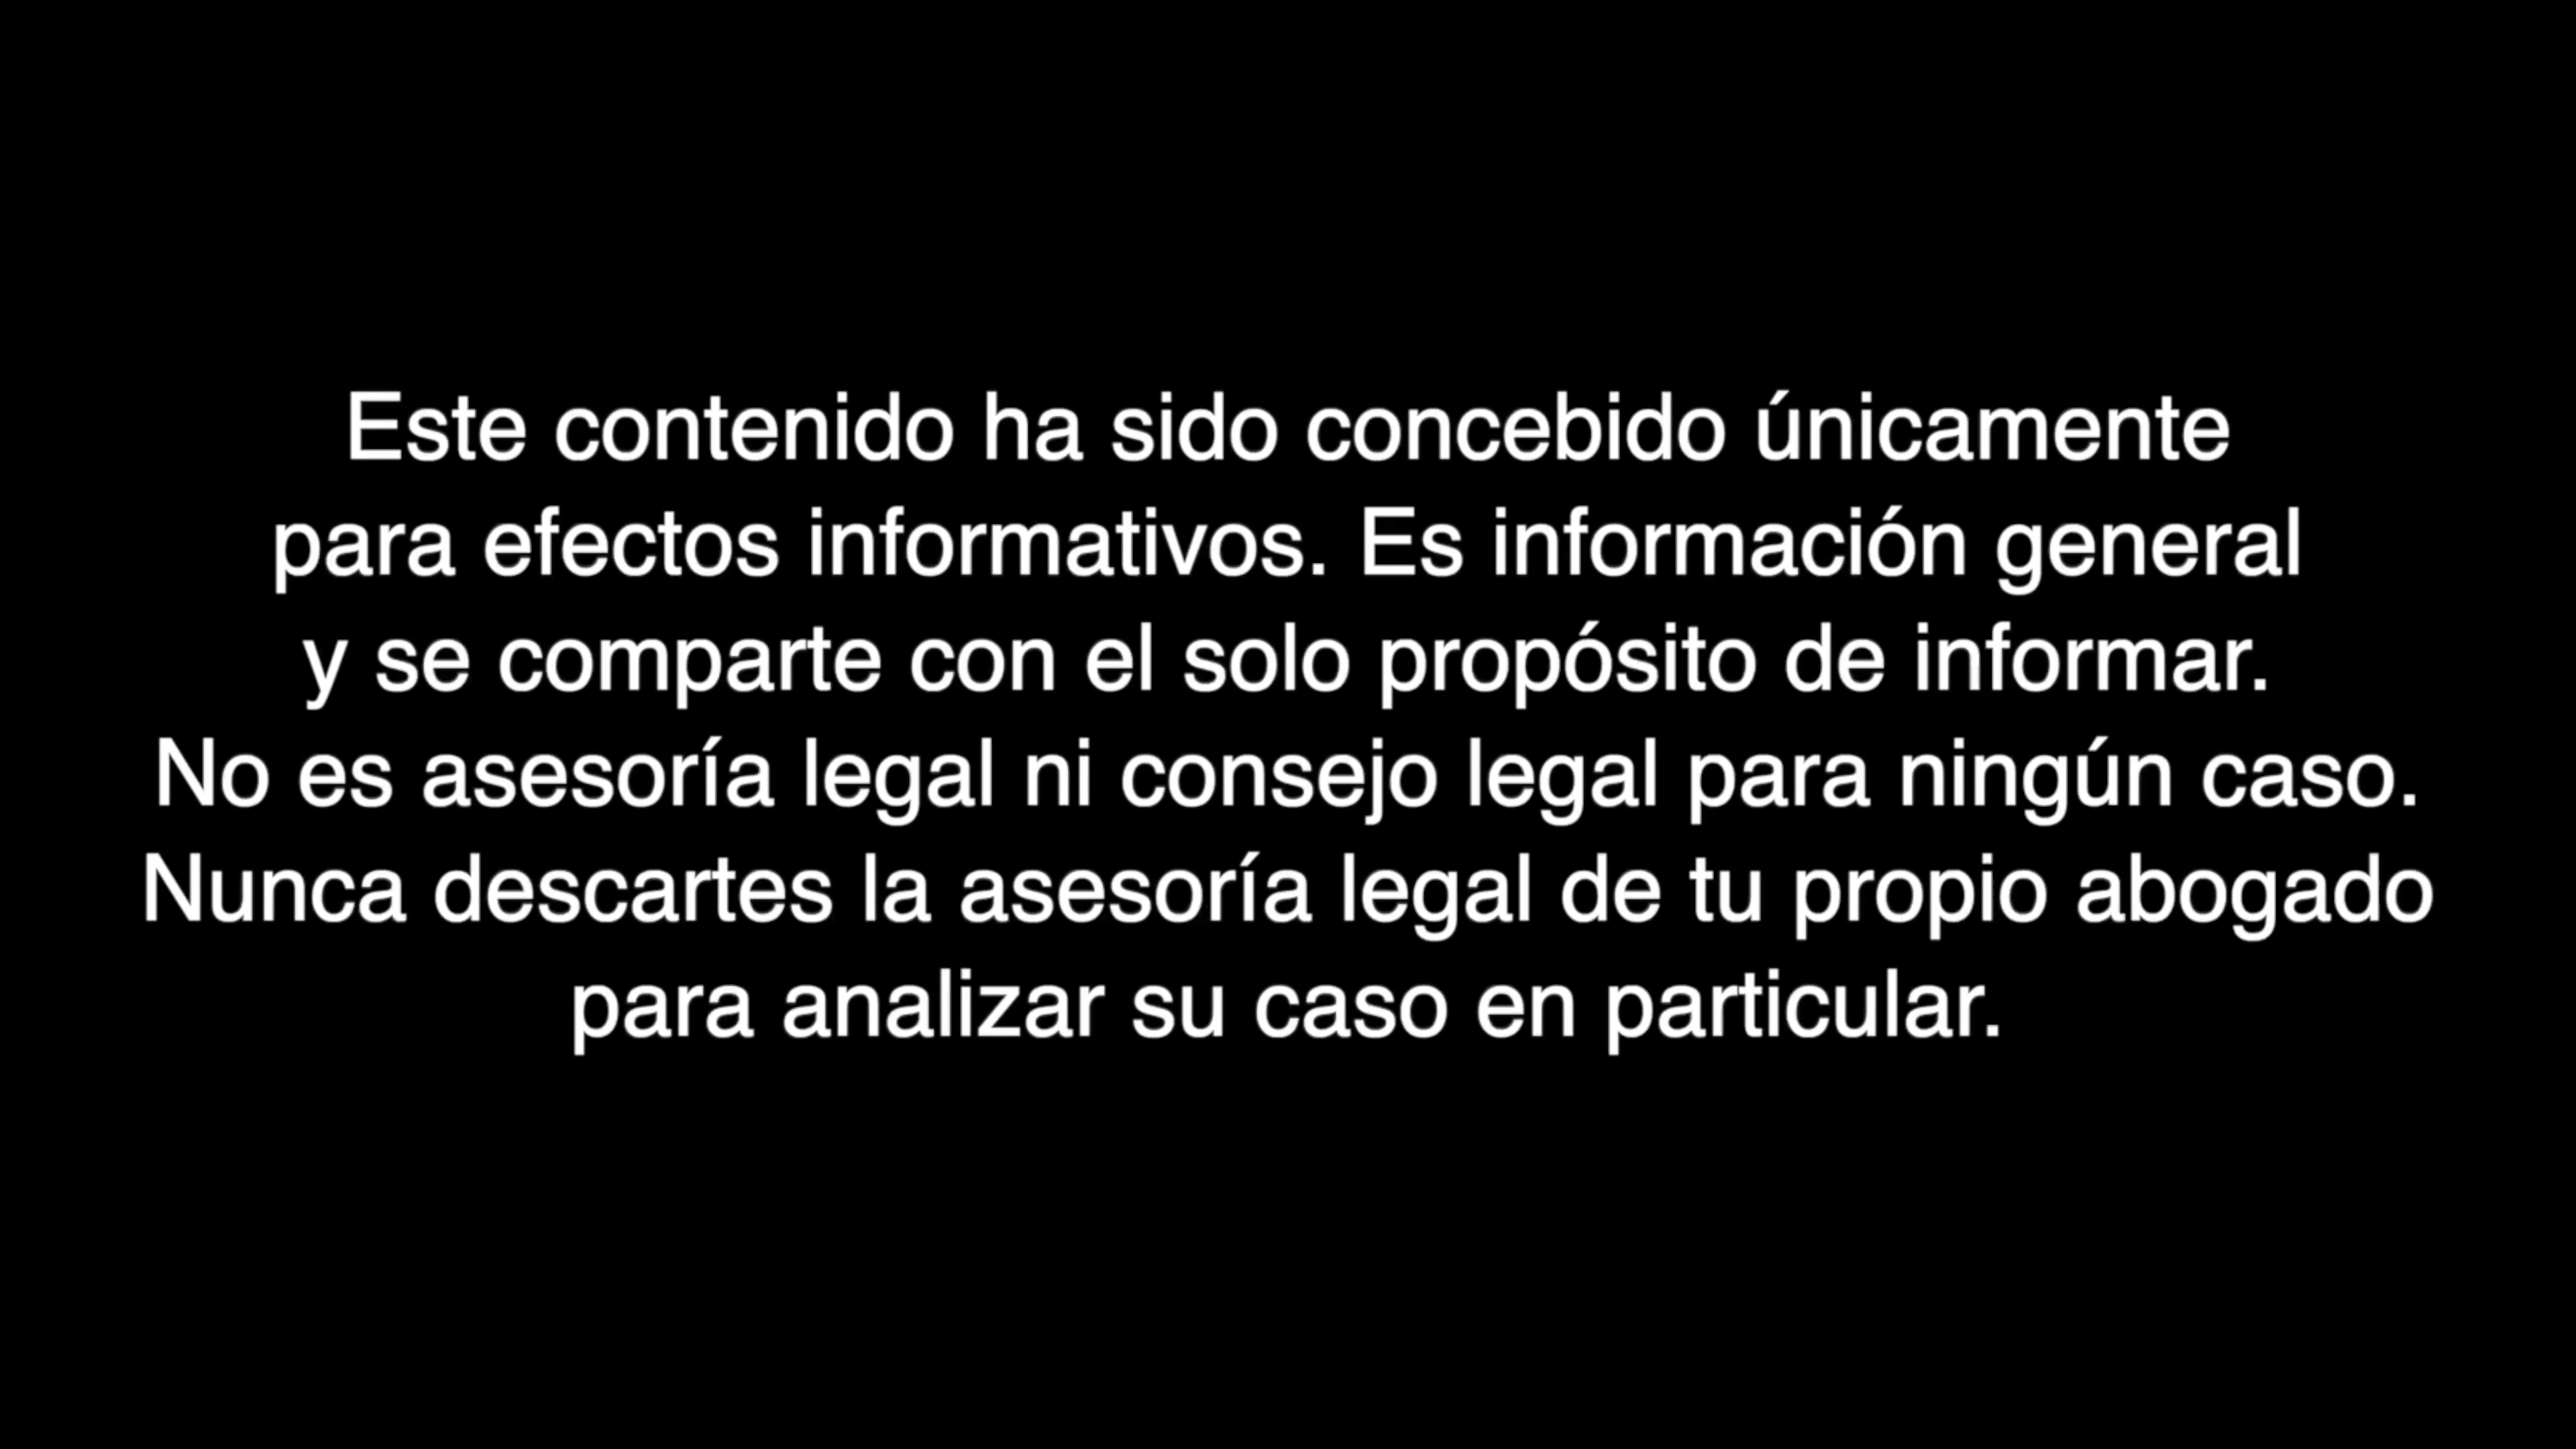 Este contenido ha sido concebido únicamente
para efectos informativos. Es información general
y se comparte con el solo propósito de informar.
No es asesoría legal ni consejo legal para ningún caso.
Nunca descartes la asesoría legal de tu propio abogado
para analizar su caso en particular.